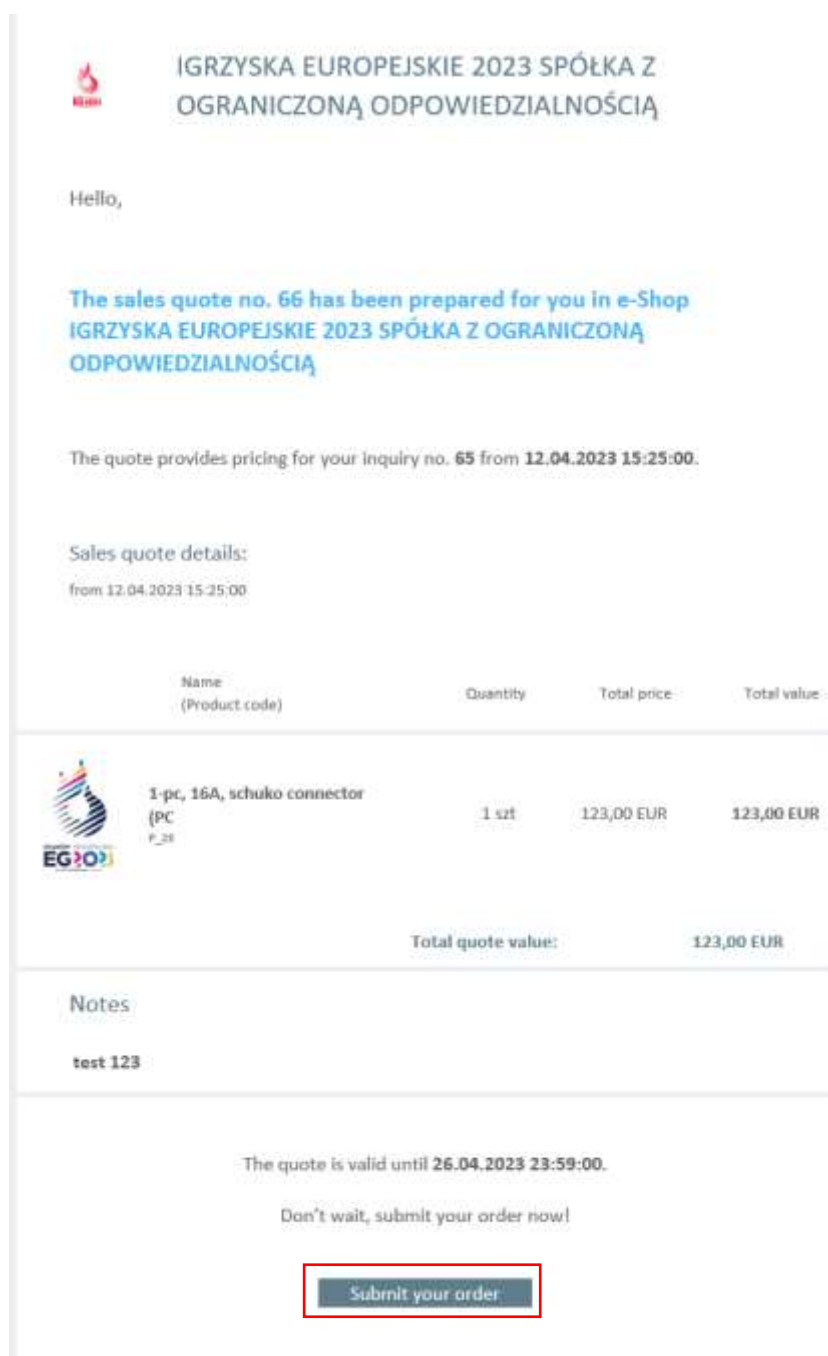 IGRZYSKA EUROPEJSKIE 2023 SPÓŁKA Z
OGRANICZONĄ ODPOWIEDZIALNOŚCIĄ
Hello,
The sales quote no. 66 has been prepared for you in e-Shop
IGRZYSKA EUROPEJSKIE 2023 SPÓŁKA Z OGRANICZONĄ
ODPOWIEDZIALNOŚCIĄ
The quote provides pricing for your inquiry no. 65 from 12.04.2023 15:25:00.
Sales quote details:
from 12.04.2023 15:25:00
Name
(Product code)
Quantity
Total price
Total value
1-pc, 16A, schuko connector
(PC
P_28
1 szt
123,00 EUR
123,00 EUR
Total quote value:
123,00 EUR
Notes
test 123
The quote is valid until 26.04.2023 23:59:00.
Don't wait, submit your order now!
Submit your order